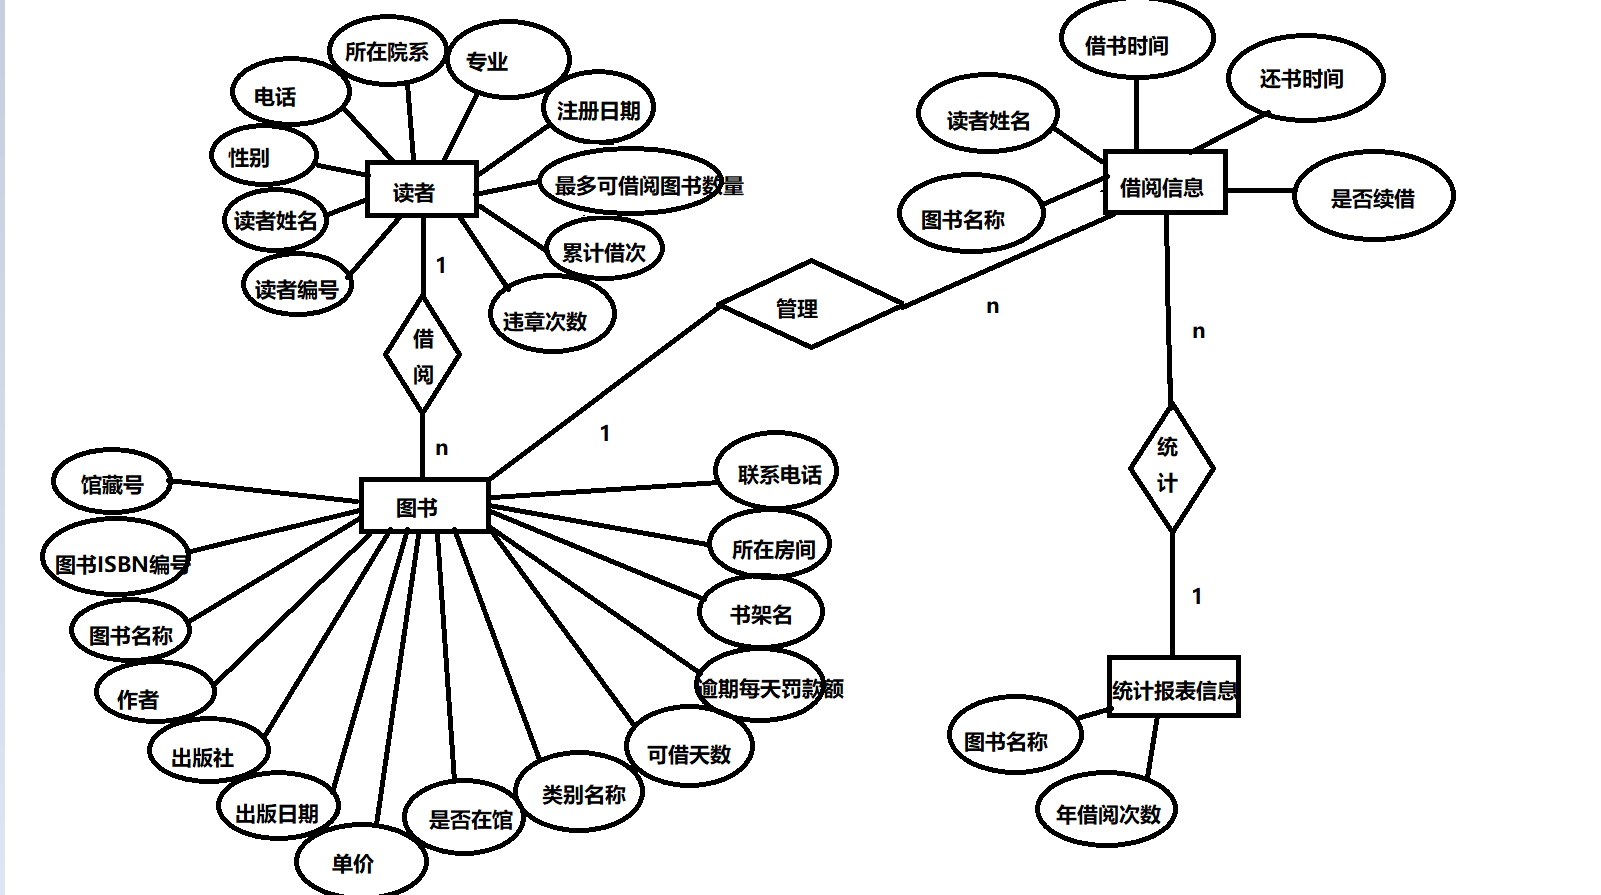 所在院系
专业
电话
注册日期
性别
最多可借阅图书数量
读者
读者姓名
累计借次
读者编号
违章次数
1
借
阅
n
借书时间
还书时间
读者姓名
借阅信息
图书名称
是否续借
管理
n
1
n
统
计
1
统计报表信息
图书名称
年借阅次数
图书
馆藏号
图书ISBN编号
图书名称
作者
出版社
出版日期
单价
是否在馆
类别名称
可借天数
逾期每天罚款额
书架名
所在房间
联系电话